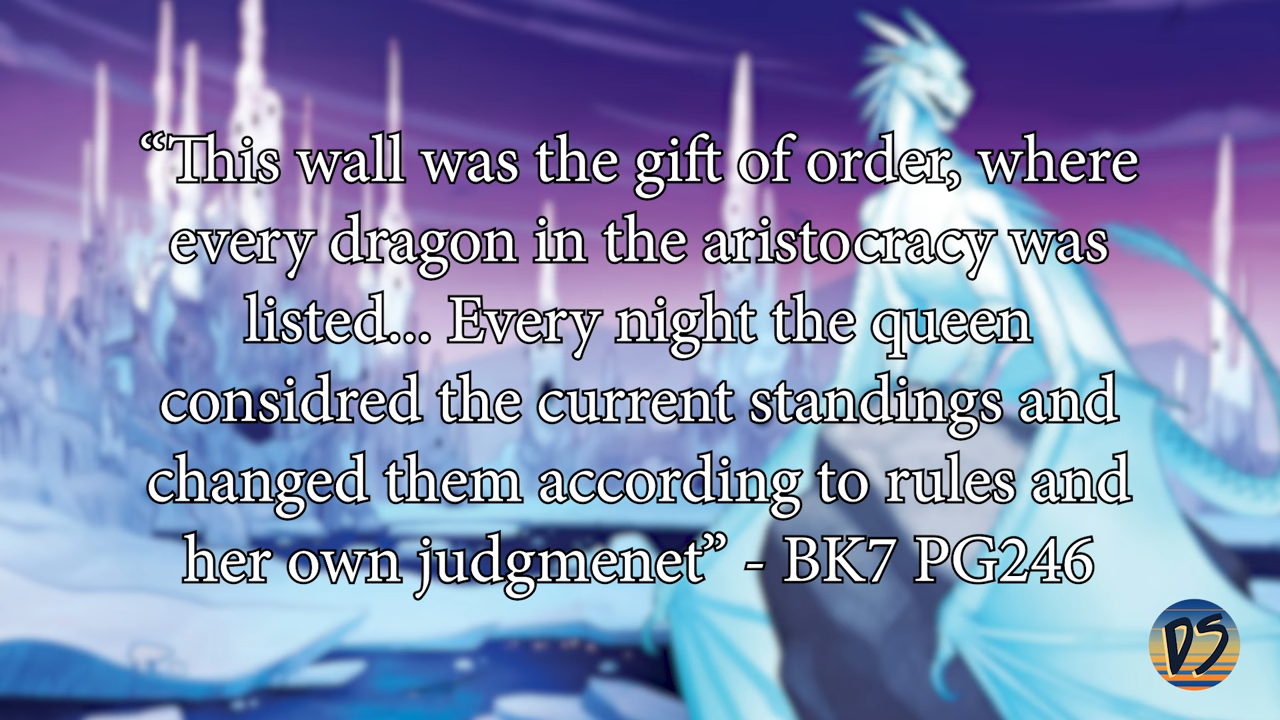 “This wall was the gift of order, where
every dragon in the aristocracy was
listed... Every night the queen
considred the current standings and
changed them according to rules and
her own judgmenet” - BK7 PG246
DS